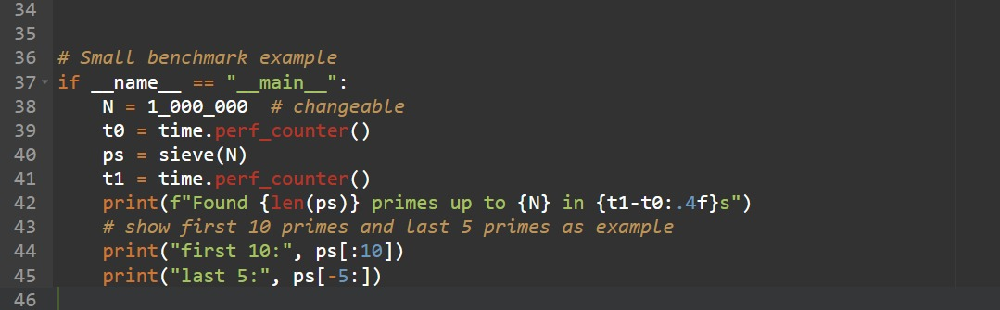 34
35
36 # Small benchmark example
37 if __name__ == "__main__":
38     N = 1_000_000  # changeable
39     t0 = time.perf_counter()
40     ps = sieve(N)
41     t1 = time.perf_counter()
42     print(f"Found {len(ps)} primes up to {N} in {t1-t0:.4f}s")
43     # show first 10 primes and last 5 primes as example
44     print("first 10:", ps[:10])
45     print("last 5:", ps[-5:])
46